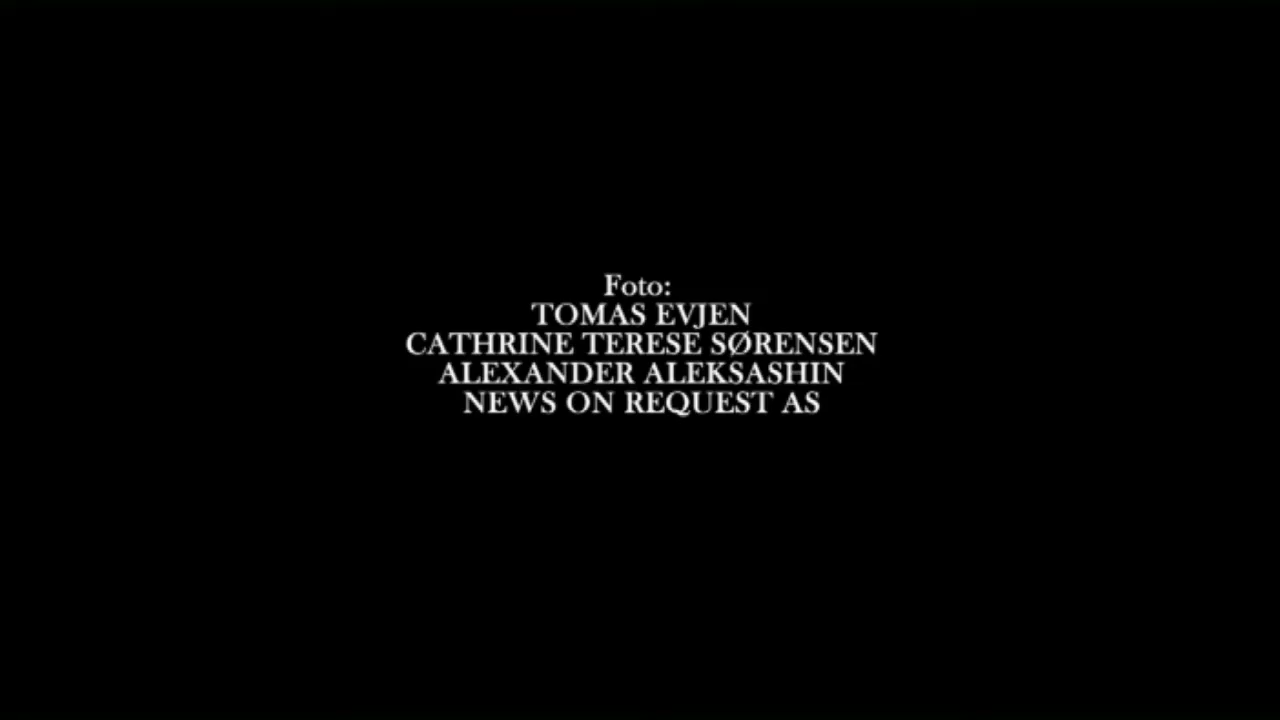 Foto:
TOMAS EVJEN
CATHRINE TERESE SØRENSEN
ALEXANDER ALEKSASHIN
NEWS ON REQUEST AS